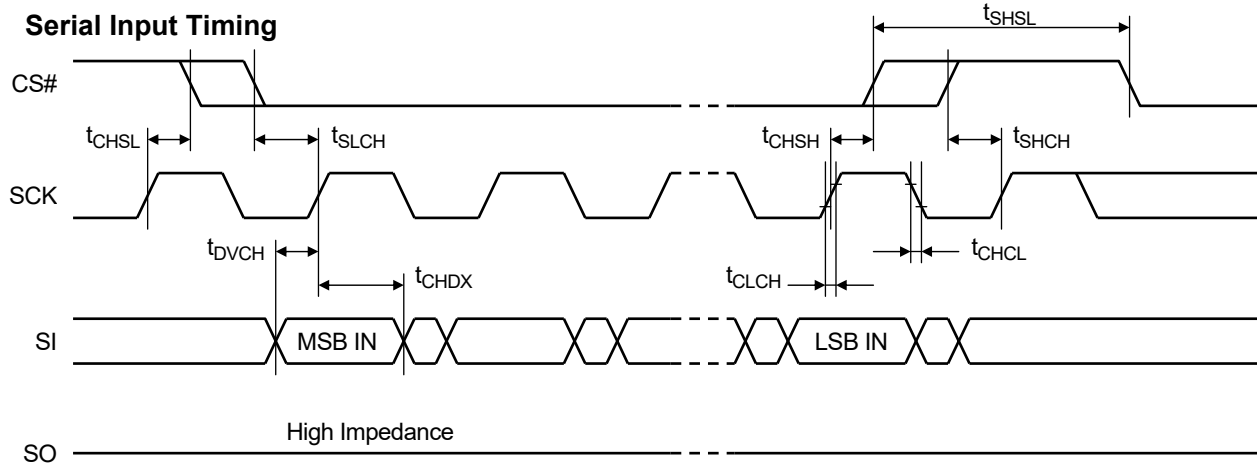 Serial Input Timing
tSHSL
CS#
tCHSL
tSLCH
tCHSH
tSHCH
SCK
tDVCH
tCHDX
tCLCH
tCHCL
SI
MSB IN
LSB IN
High Impedance
SO